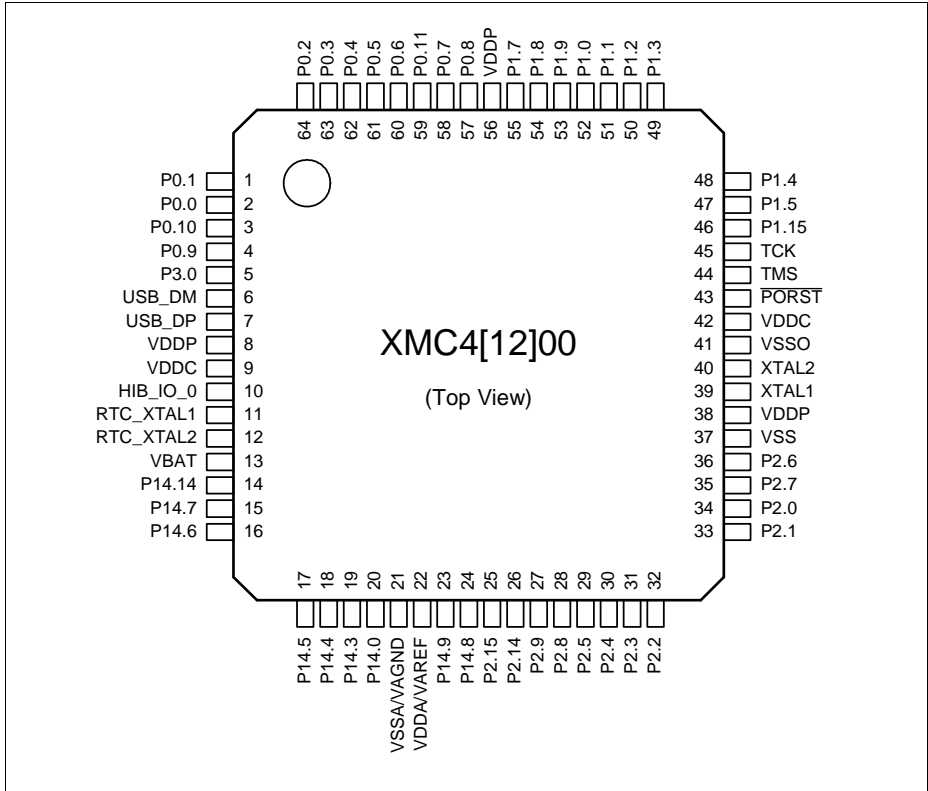 P0.2 P0.3 P0.4 P0.5 P0.6 P0.11 P0.7 P0.8 VDDP P1.7 P1.8 P1.9 P1.0 P1.1 P1.2 P1.3
64 63 62 61 60 59 58 57 56 55 54 53 52 51 50 49
P0.1 1 48 P1.4
P0.0 2 47 P1.5
P0.10 3 46 P1.15
P0.9 4 45 TCK
P3.0 5 44 TMS
USB_DM 6 43 PORST
USB_DP 7 42 VDDC
VDDP 8 41 VSSO
VDDC 9 40 XTAL2
HIB_IO_0 10 39 XTAL1
RTC_XTAL1 11 38 VDDP
RTC_XTAL2 12 37 VSS
VBAT 13 36 P2.6
P14.14 14 35 P2.7
P14.7 15 34 P2.0
P14.6 16 33 P2.1
XMC4[12]00
(Top View)
17 18 19 20 21 22 23 24 25 26 27 28 29 30 31 32
P14.5 P14.4 P14.3 P14.0 VSSA/VAGND VDDA/VAREF P14.9 P14.8 P2.15 P2.14 P2.9 P2.8 P2.5 P2.4 P2.3 P2.2